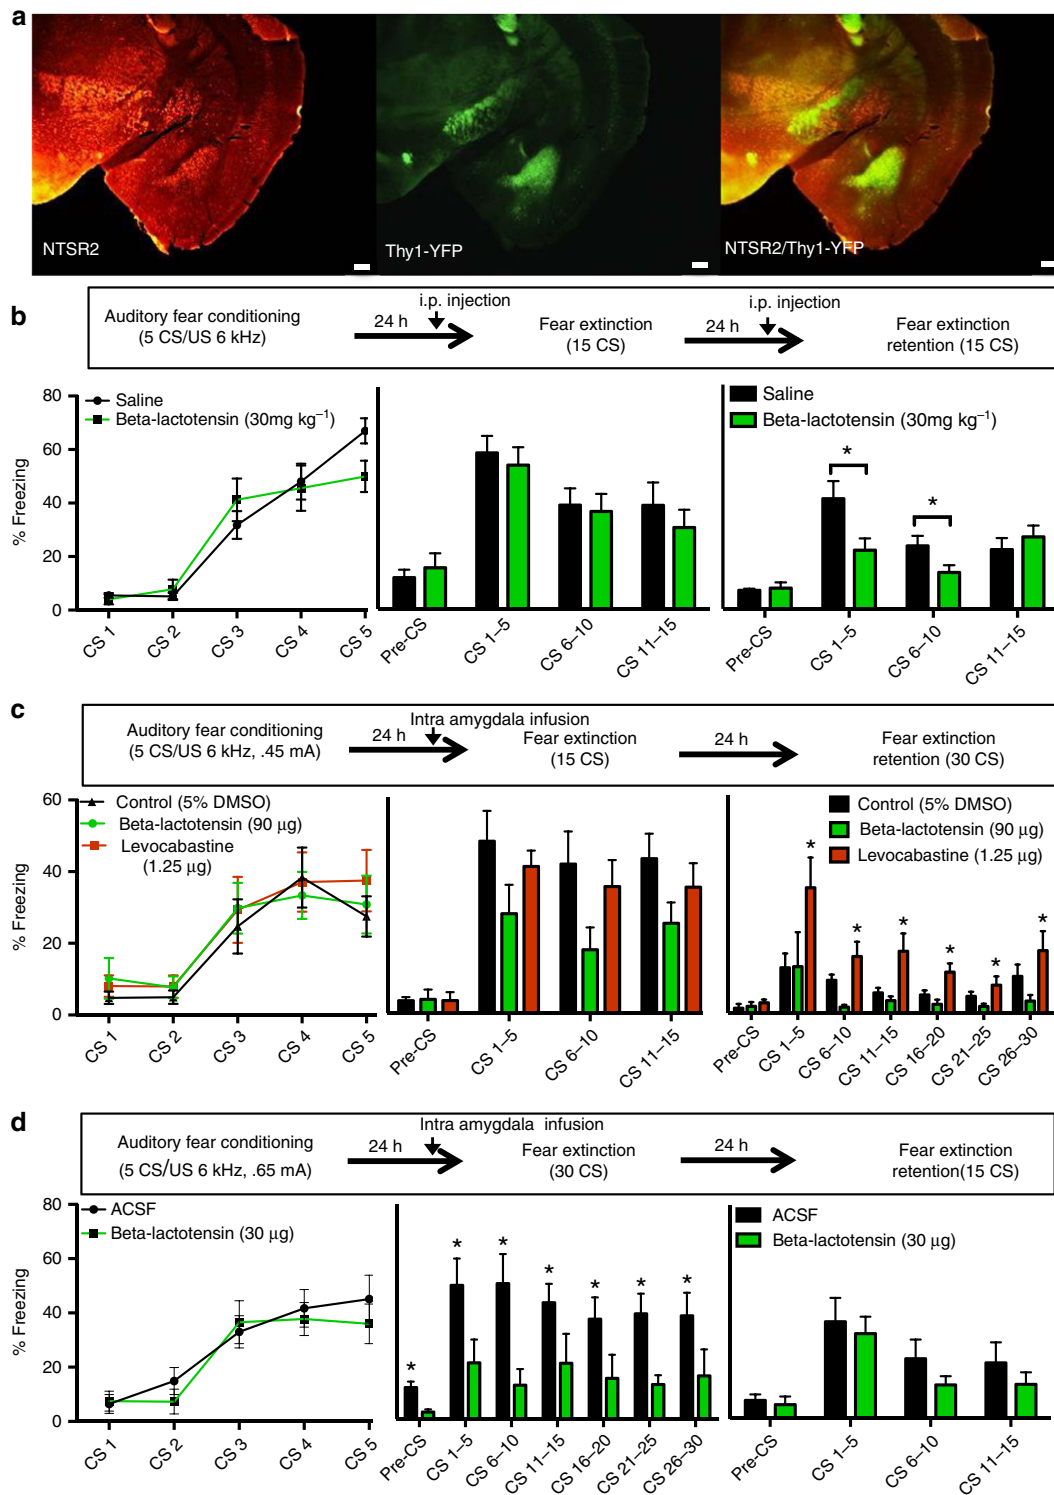 a
NTSR2
Thy1-YFP
NTSR2/Thy1-YFP
b
Auditory fear conditioning
(5 CS/US 6 kHz)
24 h
i.p. injection
Fear extinction
(15 CS)
24 h
i.p. injection
Fear extinction
retention (15 CS)
% Freezing
80
60
40
20
0
Saline
Beta-lactotensin (30mg kg⁻¹)
CS 1
CS 2
CS 3
CS 4
CS 5
Pre-CS
CS 1–5
CS 6–10
CS 11–15
Saline
Beta-lactotensin (30mg kg⁻¹)
*
*
Pre-CS
CS 1–5
CS 6–10
CS 11–15
c
Auditory fear conditioning
(5 CS/US 6 kHz, .45 mA)
24 h
Intra amygdala infusion
Fear extinction
(15 CS)
24 h
Fear extinction
retention (30 CS)
% Freezing
60
40
20
0
Control (5% DMSO)
Beta-lactotensin (90 µg)
Levocabastine
(1.25 µg)
CS 1
CS 2
CS 3
CS 4
CS 5
Pre-CS
CS 1–5
CS 6–10
CS 11–15
Control (5% DMSO)
Beta-lactotensin (90 µg)
Levocabastine (1.25 µg)
*
*
*
*
*
*
Pre-CS
CS 1–5
CS 6–10
CS 11–15
CS 16–20
CS 21–25
CS 26–30
d
Auditory fear conditioning
(5 CS/US 6 kHz, .65 mA)
24 h
Intra amygdala infusion
Fear extinction
(30 CS)
24 h
Fear extinction
retention(15 CS)
% Freezing
80
60
40
20
0
ACSF
Beta-lactotensin (30 µg)
CS 1
CS 2
CS 3
CS 4
CS 5
*
*
*
*
*
*
*
Pre-CS
CS 1–5
CS 6–10
CS 11–15
CS 16–20
CS 21–25
CS 26–30
ACSF
Beta-lactotensin (30 µg)
Pre-CS
CS 1–5
CS 6–10
CS 11–15